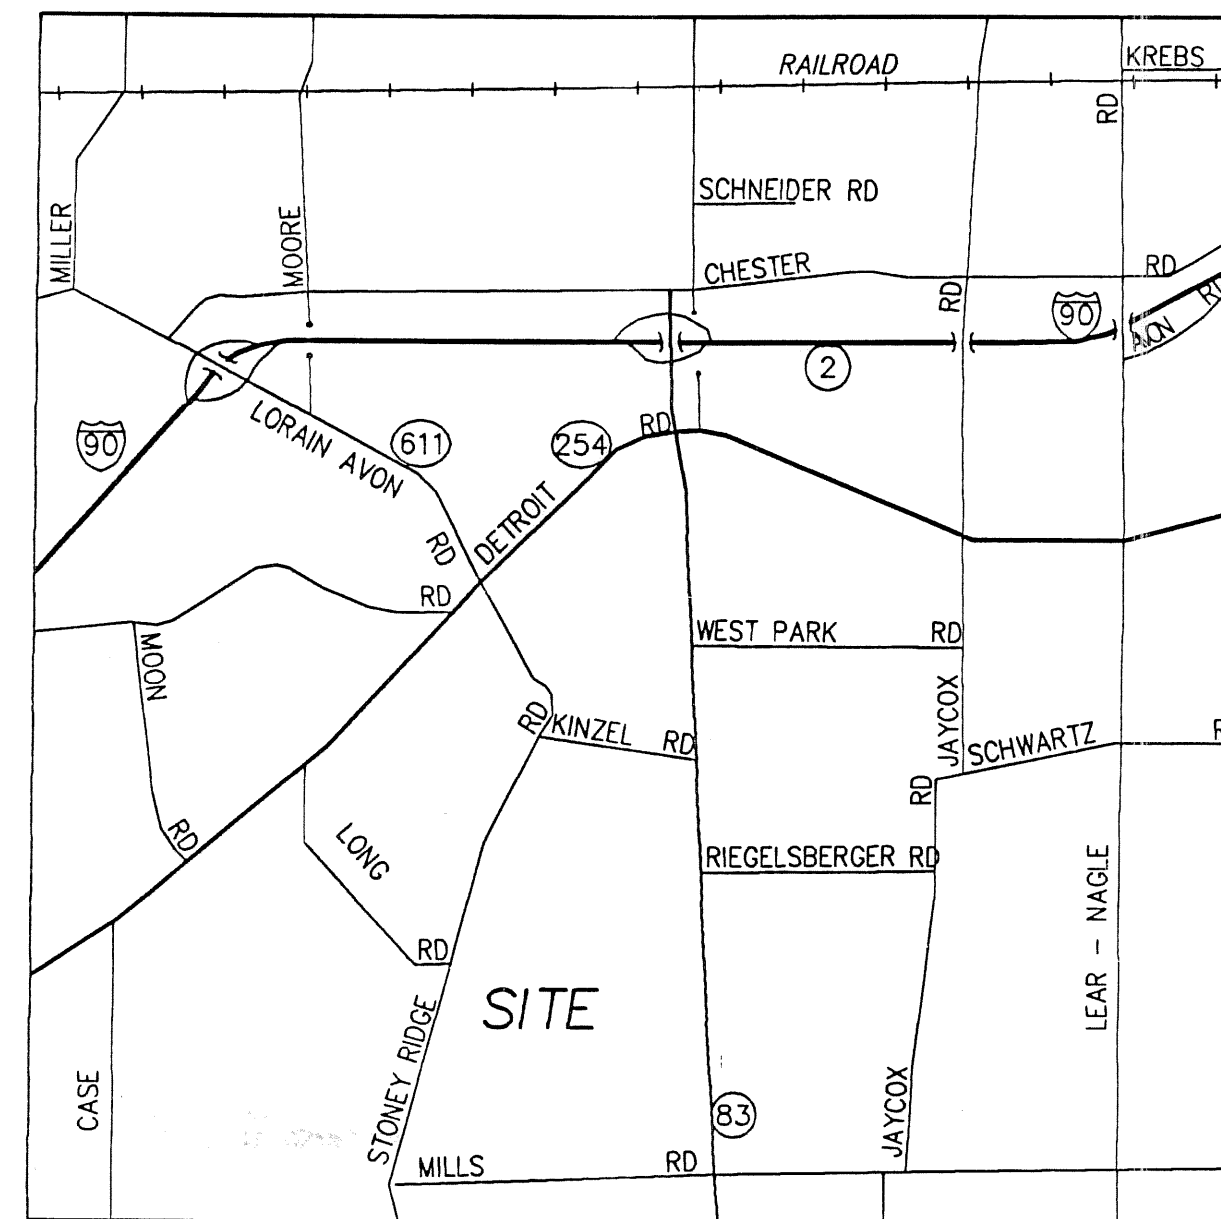 RAILROAD
KREBS
RD
SCHNEIDER RD
MILLER
MOORE
CHESTER
RD
RD
RD
90
AVON
2
LORAIN AVON
RD
611
254
RD
90
DETROIT
RD
MOON
RD
WEST PARK RD
JAYCOX
RD
RD
KINZEL RD
SCHWARTZ
LONG
RD
RIEGELSBERGER RD
LEAR - NAGLE
SITE
STONEY RIDGE
CASE
83
JAYCOX
MILLS RD